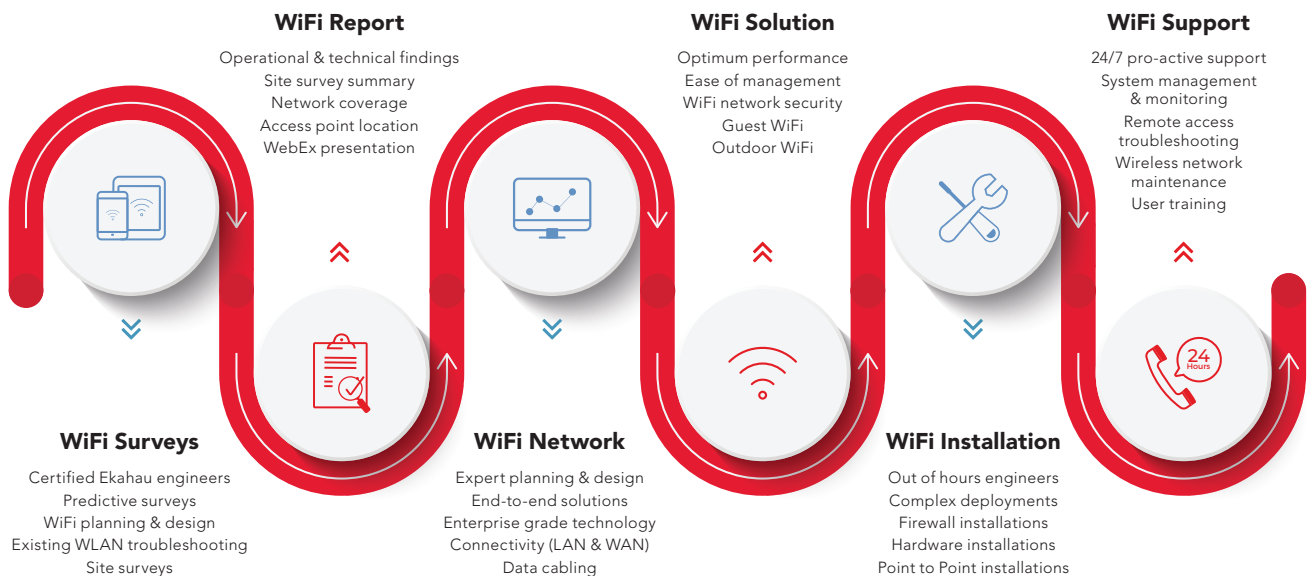 WiFi Report
Operational & technical findings
Site survey summary
Network coverage
Access point location
WebEx presentation
WiFi Solution
Optimum performance
Ease of management
WiFi network security
Guest WiFi
Outdoor WiFi
WiFi Support
24/7 pro-active support
System management
& monitoring
Remote access
troubleshooting
Wireless network
maintenance
User training
24
Hours
WiFi Surveys
Certified Ekahau engineers
Predictive surveys
WiFi planning & design
Existing WLAN troubleshooting
Site surveys
WiFi Network
Expert planning & design
End-to-end solutions
Enterprise grade technology
Connectivity (LAN & WAN)
Data cabling
WiFi Installation
Out of hours engineers
Complex deployments
Firewall installations
Hardware installations
Point to Point installations